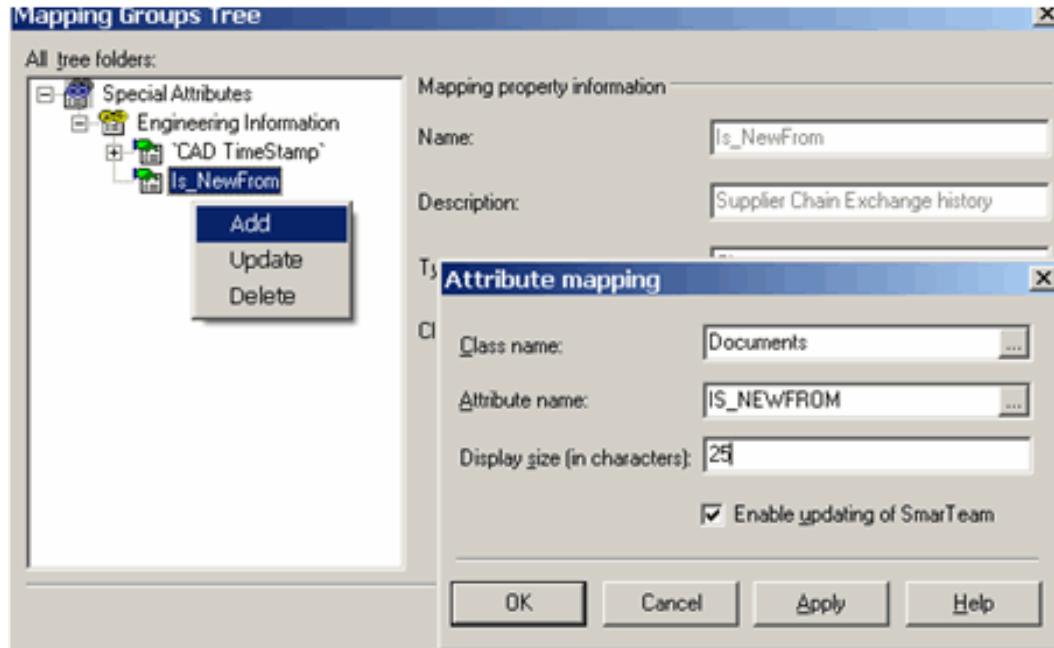 Mapping Groups Tree
All tree folders:
Special Attributes
Engineering Information
`CAD TimeStamp`
Is_NewFrom
Add
Update
Delete
Mapping property information
Name: Is_NewFrom
Description: Supplier Chain Exchange history
Attribute mapping
Class name: Documents ...
Attribute name: IS_NEWFROM ...
Display size (in characters): 25
Enable updating of SmarTeam
OK Cancel Apply Help